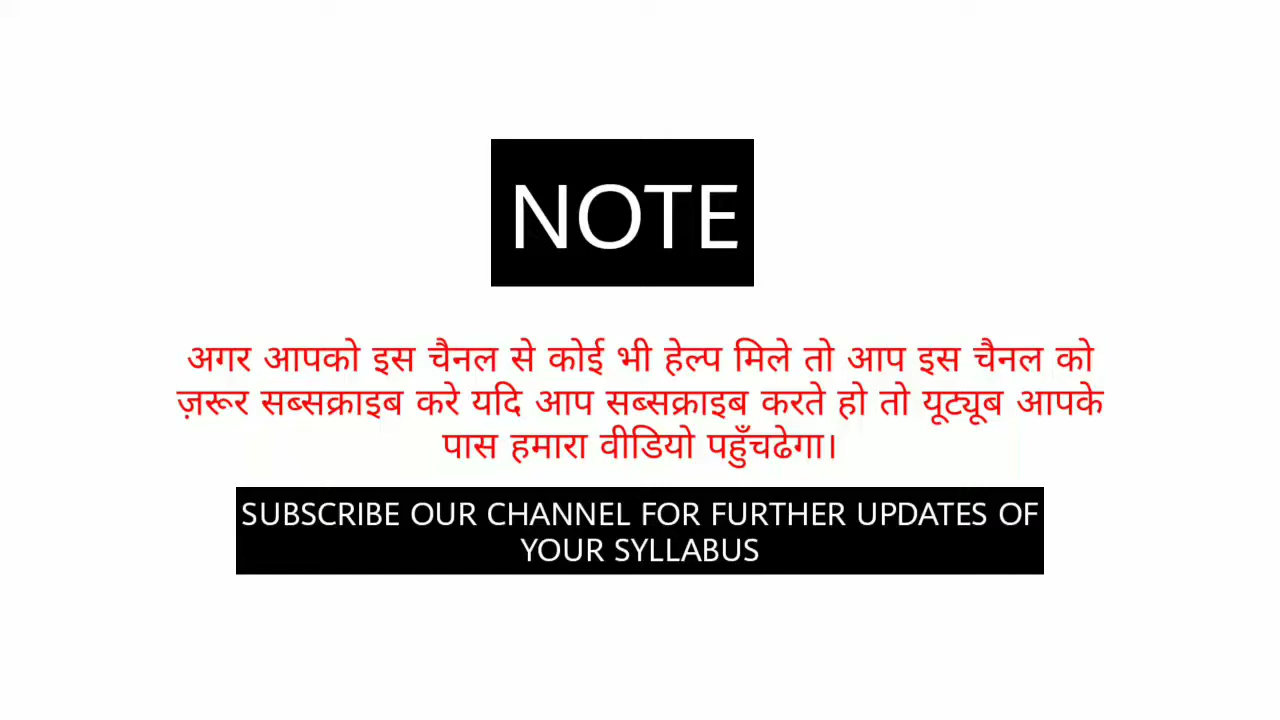 NOTE
अगर आपको इस चैनल से कोई भी हेल्प मिले तो आप इस चैनल को
ज़रूर सब्सक्राइब करे यदि आप सब्सक्राइब करते हो तो यूट्यूब आपके
पास हमारा वीडियो पहुँचढेगा।
SUBSCRIBE OUR CHANNEL FOR FURTHER UPDATES OF
YOUR SYLLABUS